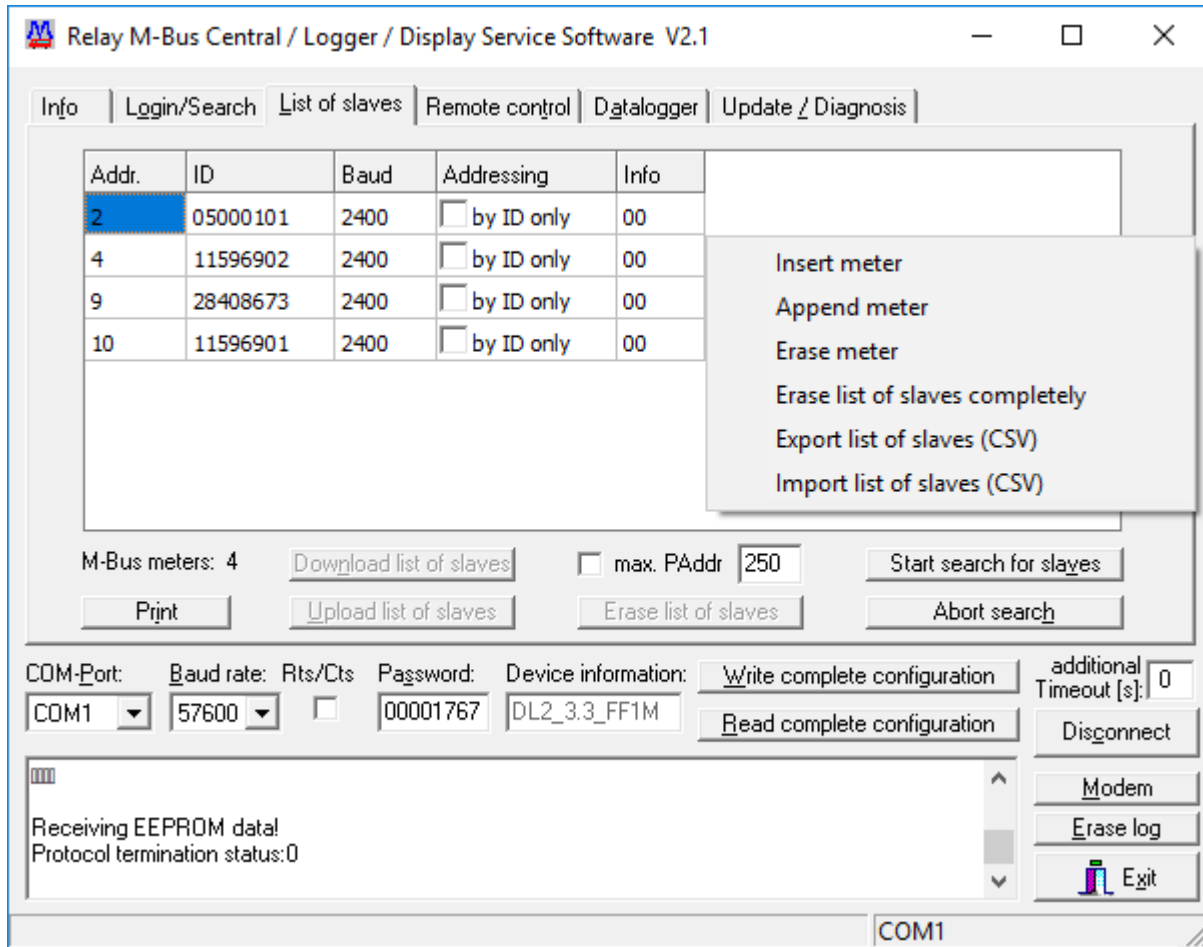 Relay M-Bus Central / Logger / Display Service Software V2.1
Info Login/Search List of slaves Remote control Datalogger Update / Diagnosis
Addr. ID Baud Addressing Info
2 05000101 2400 by ID only 00
4 11596902 2400 by ID only 00
9 28408673 2400 by ID only 00
10 11596901 2400 by ID only 00
Insert meter
Append meter
Erase meter
Erase list of slaves completely
Export list of slaves (CSV)
Import list of slaves (CSV)
M-Bus meters: 4 Download list of slaves max. PAddr 250 Start search for slaves
Print Upload list of slaves Erase list of slaves Abort search
COM-Port: Baud rate: Rts/Cts Password: Device information: Write complete configuration additional Timeout [s]: 0
COM1 57600 00001767 DL2_3.3_FF1M Read complete configuration Disconnect
Receiving EEPROM data!
Protocol termination status:0
Modem
Erase log
Exit
COM1